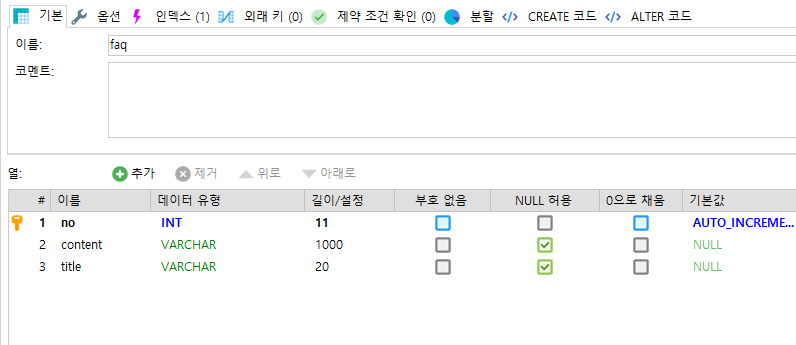 기본 옵션 인덱스 (1) 외래 키 (0) 제약 조건 확인 (0) 분할 </> CREATE 코드 </> ALTER 코드
이름: faq
코멘트:
열: 추가 제거 위로 아래로
# 이름 데이터 유형 길이/설정 부호 없음 NULL 허용 0으로 채움 기본값
1 no INT 11 AUTO_INCREME...
2 content VARCHAR 1000 NULL
3 title VARCHAR 20 NULL